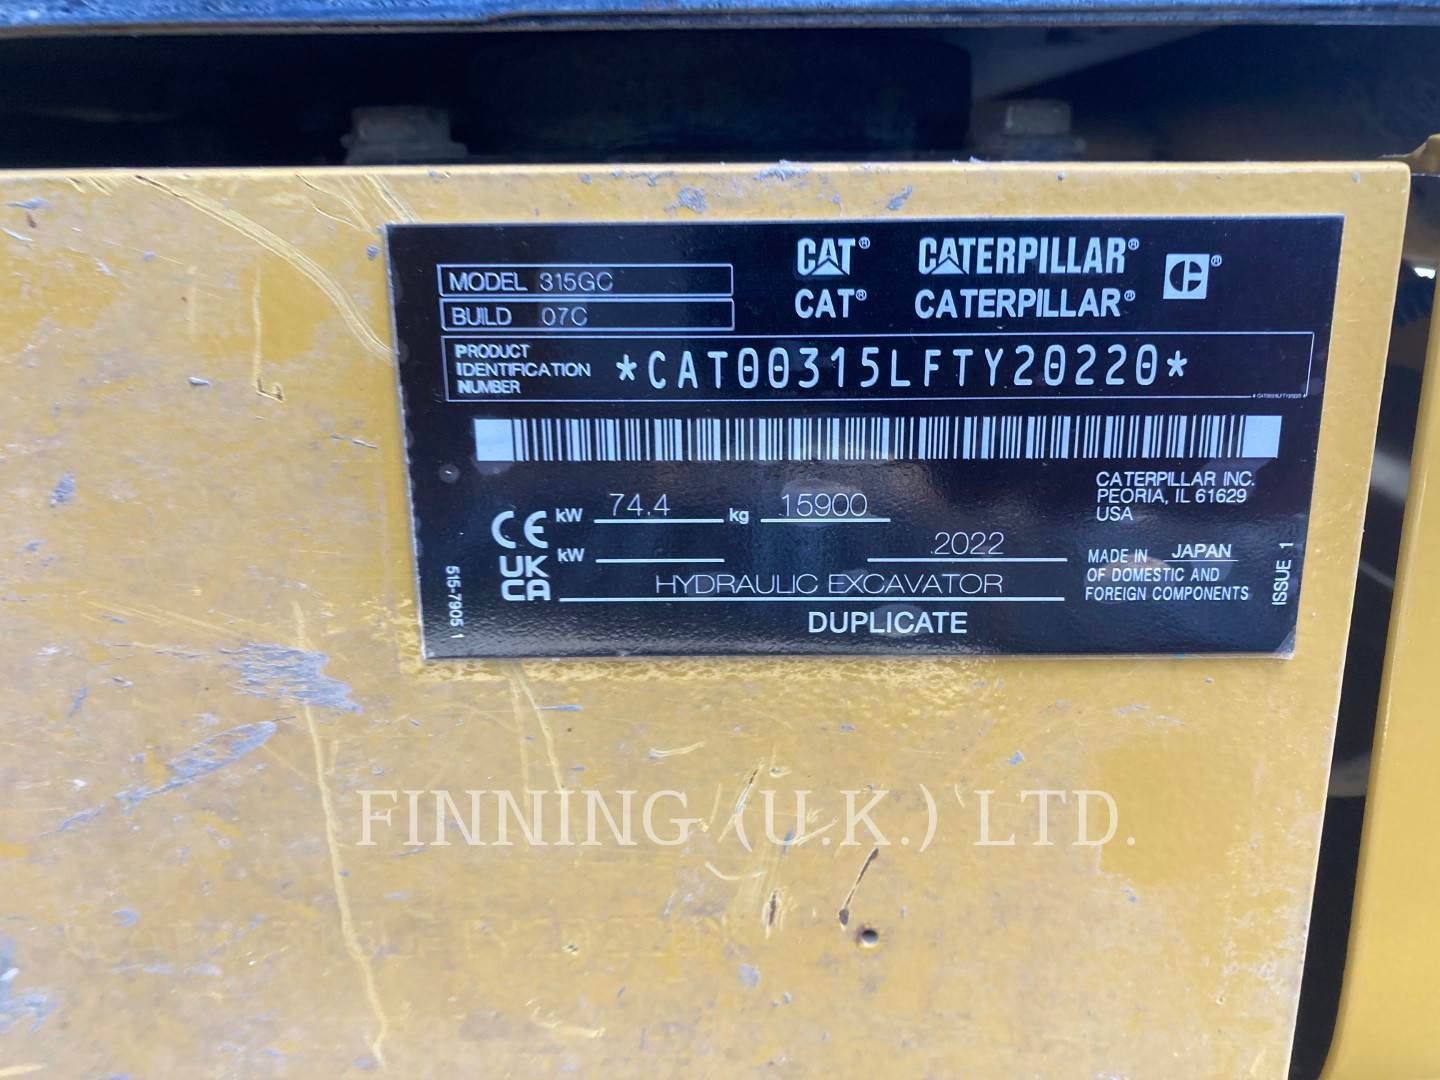 CAT® CATERPILLAR®
CAT® CATERPILLAR®
MODEL 315GC
BUILD 07C
PRODUCT IDENTIFICATION NUMBER *CAT00315LFTY20220*
* CAT00315LFTY20220 *
CATERPILLAR INC.
PEORIA, IL 61629
USA
CE kW 74.4 kg 15900
UKCA kW 2022
MADE IN JAPAN
OF DOMESTIC AND
FOREIGN COMPONENTS
HYDRAULIC EXCAVATOR
DUPLICATE
515-7905 1
ISSUE 1
FINNING (U.K.) LTD.